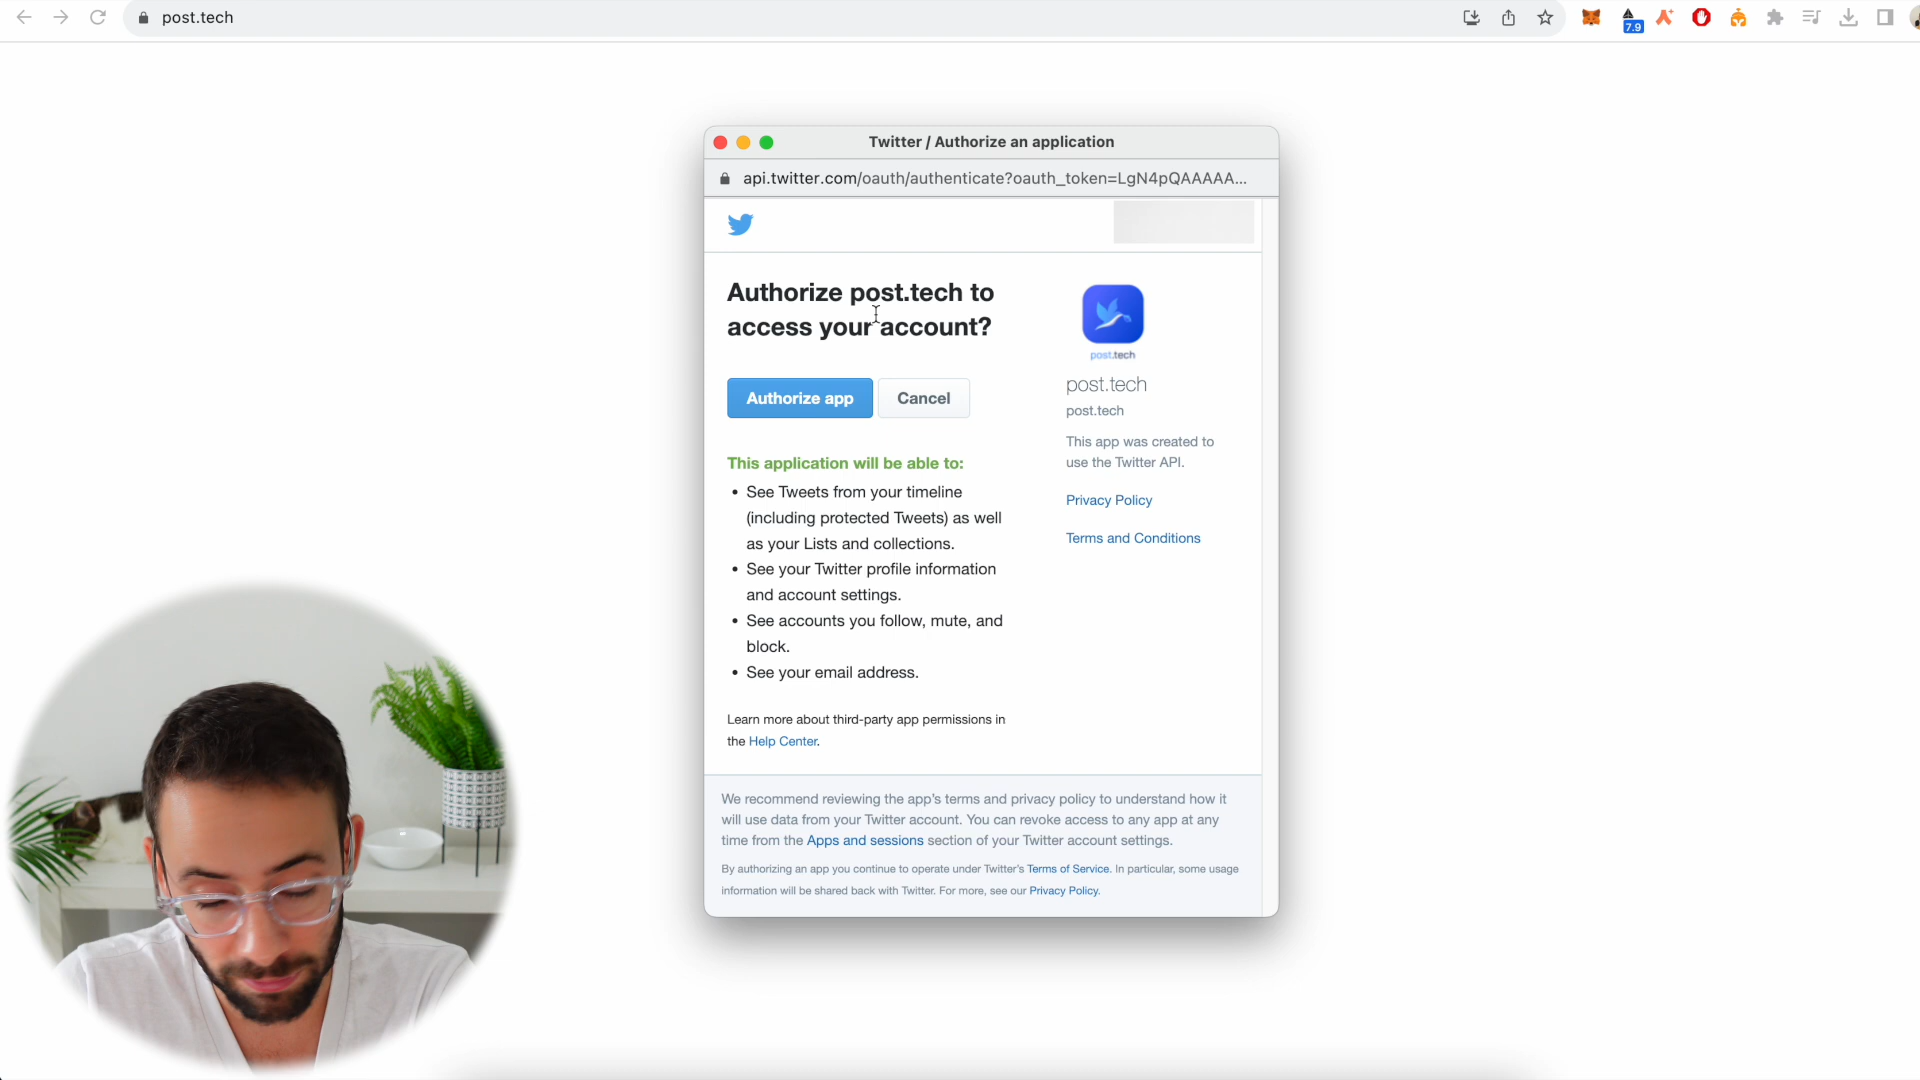 post.tech
7.9
Twitter / Authorize an application
api.twitter.com/oauth/authenticate?oauth_token=LgN4pQAAAAA...
Authorize post.tech to
access your account?
Authorize app
Cancel
This application will be able to:
• See Tweets from your timeline
(including protected Tweets) as well
as your Lists and collections.
• See your Twitter profile information
and account settings.
• See accounts you follow, mute, and
block.
• See your email address.
Learn more about third-party app permissions in
the Help Center.
post.tech
post.tech
post.tech
This app was created to
use the Twitter API.
Privacy Policy
Terms and Conditions
We recommend reviewing the app's terms and privacy policy to understand how it
will use data from your Twitter account. You can revoke access to any app at any
time from the Apps and sessions section of your Twitter account settings.
By authorizing an app you continue to operate under Twitter's Terms of Service. In particular, some usage
information will be shared back with Twitter. For more, see our Privacy Policy.